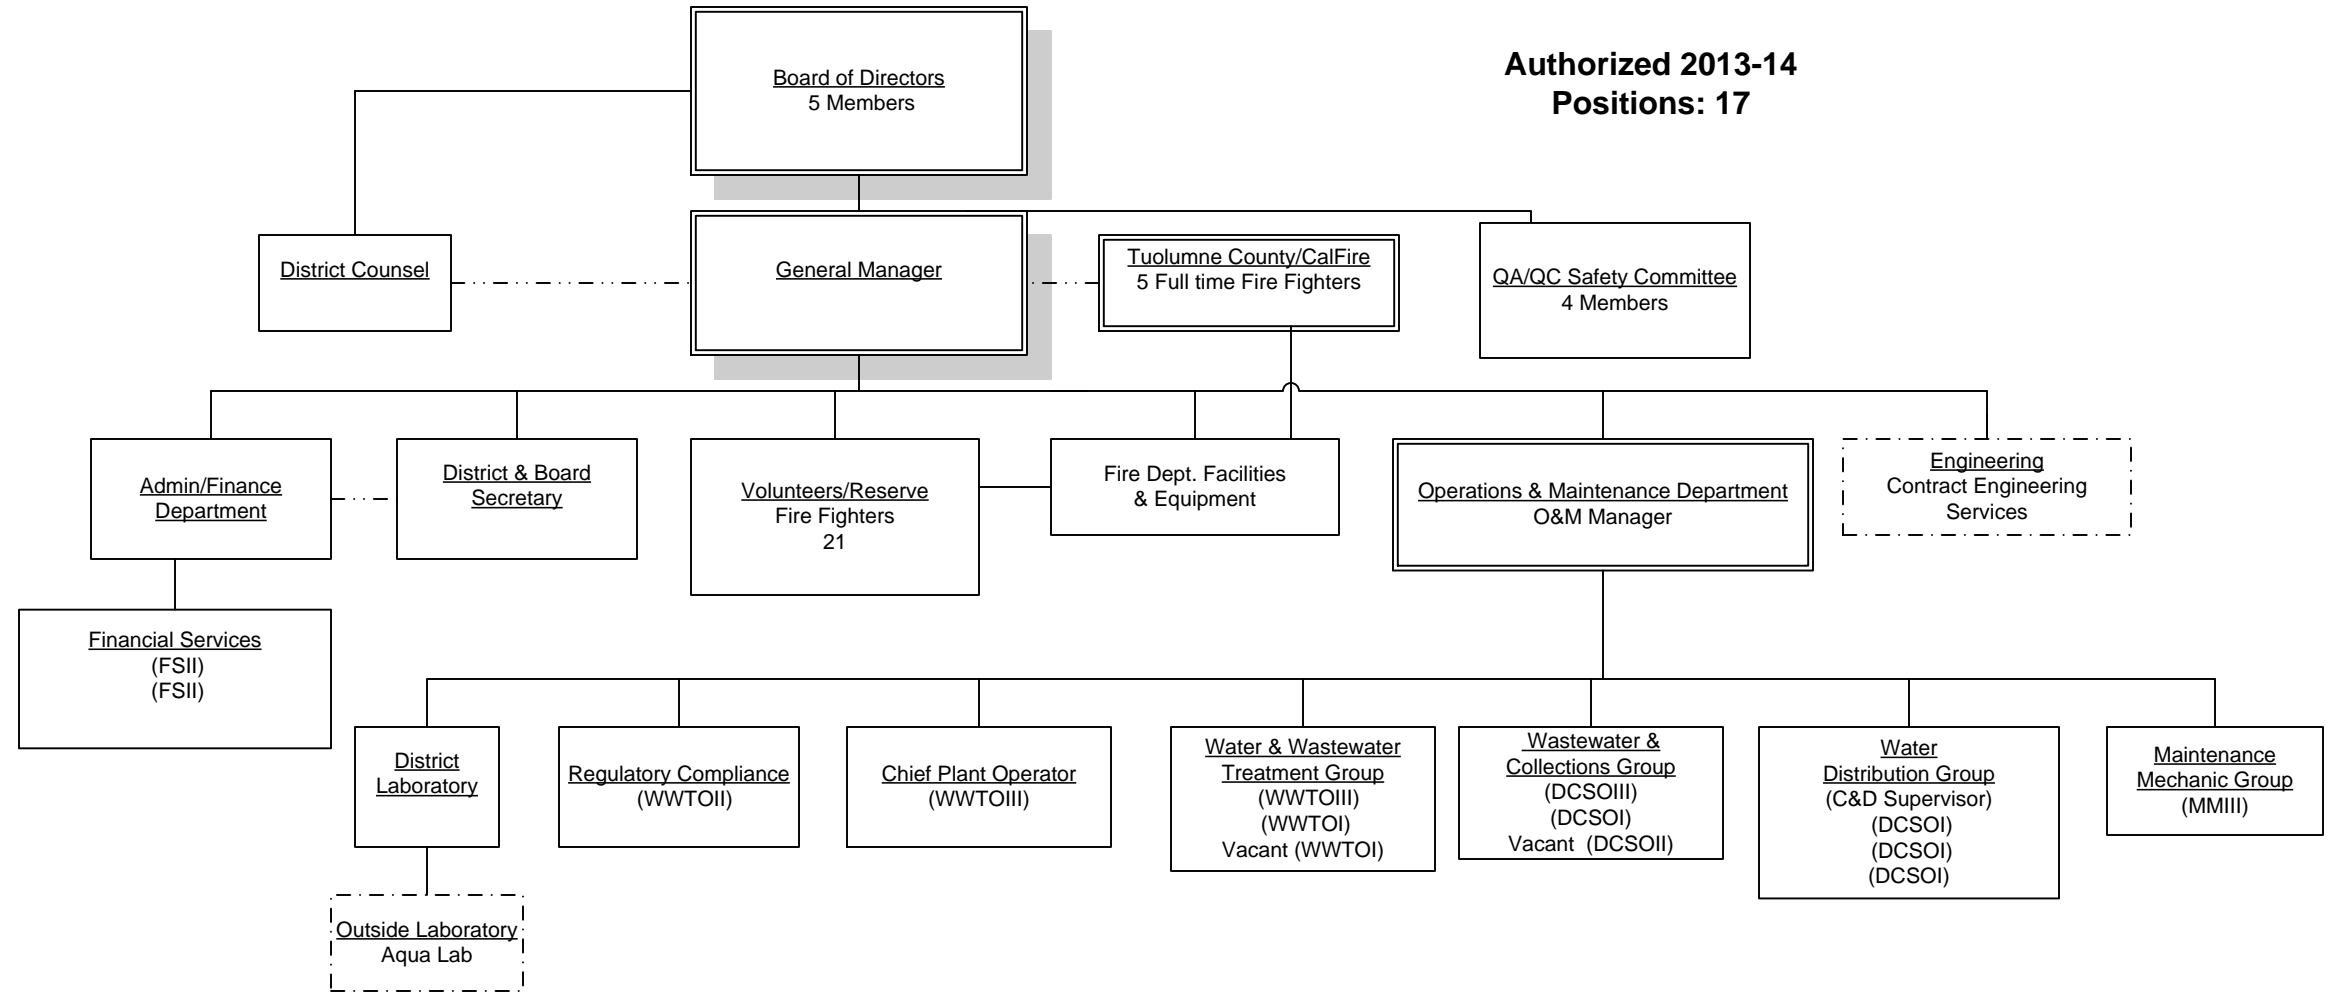 Board of Directors
5 Members
Authorized 2013-14
Positions: 17
District Counsel
General Manager
Tuolumne County/CalFire
5 Full time Fire Fighters
QA/QC Safety Committee
4 Members
Admin/Finance
Department
District & Board
Secretary
Volunteers/Reserve
Fire Fighters
21
Fire Dept. Facilities
& Equipment
Operations & Maintenance Department
O&M Manager
Engineering
Contract Engineering
Services
Financial Services
(FSII)
(FSII)
District
Laboratory
Regulatory Compliance
(WWTOII)
Chief Plant Operator
(WWTOIII)
Water & Wastewater
Treatment Group
(WWTOIII)
(WWTOI)
Vacant (WWTOI)
Wastewater &
Collections Group
(DCSOIII)
(DCSOI)
Vacant (DCSOII)
Water
Distribution Group
(C&D Supervisor)
(DCSOI)
(DCSOI)
(DCSOI)
Maintenance
Mechanic Group
(MMIII)
Outside Laboratory
Aqua Lab